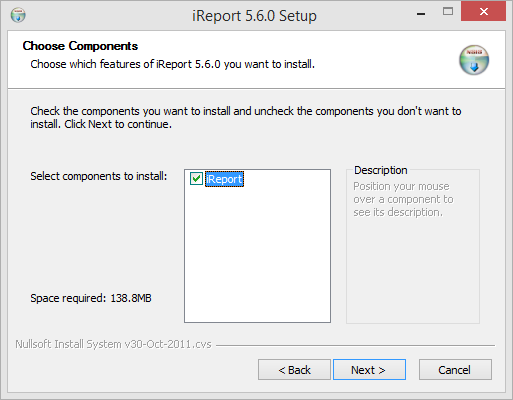 iReport 5.6.0 Setup
Choose Components
Choose which features of iReport 5.6.0 you want to install.
Check the components you want to install and uncheck the components you don't want to
install. Click Next to continue.
Select components to install:
iReport
Description
Position your mouse
over a component to
see its description.
Space required: 138.8MB
Nullsoft Install System v30-Oct-2011.cvs
< Back
Next >
Cancel